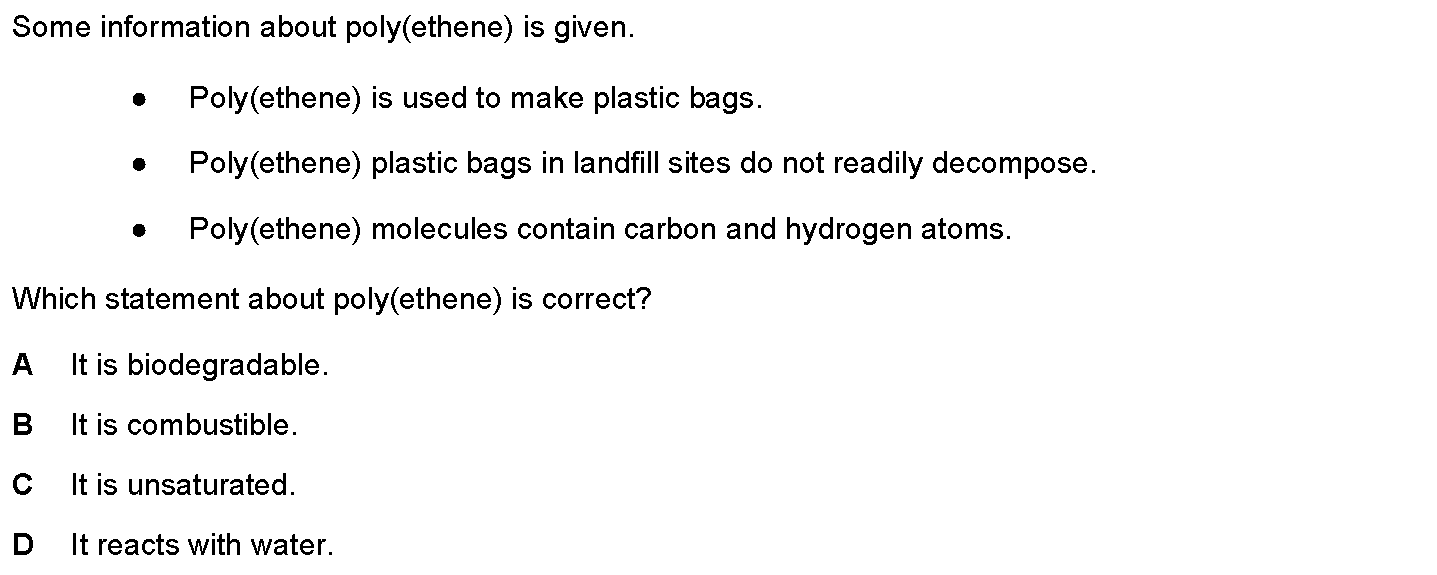 Some information about poly(ethene) is given.
● Poly(ethene) is used to make plastic bags.
● Poly(ethene) plastic bags in landfill sites do not readily decompose.
● Poly(ethene) molecules contain carbon and hydrogen atoms.
Which statement about poly(ethene) is correct?
A It is biodegradable.
B It is combustible.
C It is unsaturated.
D It reacts with water.